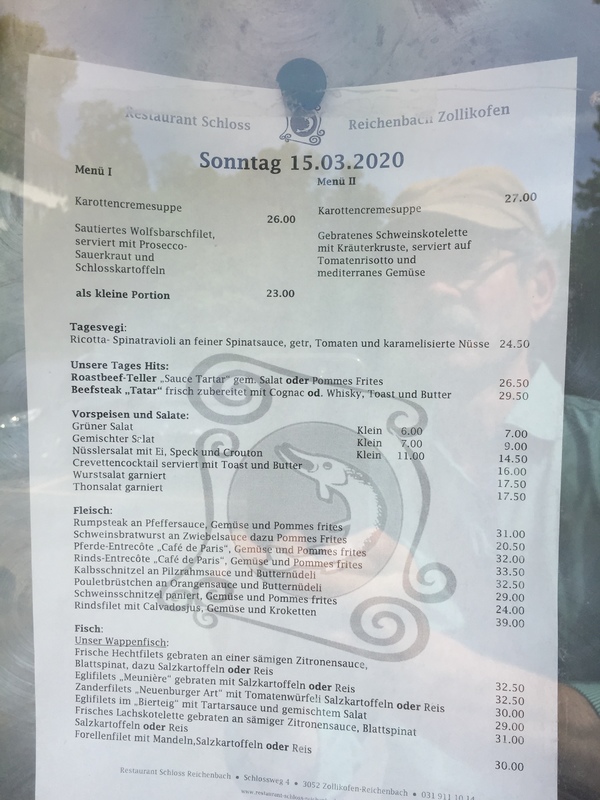 Restaurant Schloss Reichenbach Zollikofen
Sonntag 15.03.2020
Menü I
Karottencremesuppe
26.00
Sautiertes Wolfsbarschfilet,
serviert mit Prosecco-
Sauerkraut und
Schlosskartoffeln
als kleine Portion 23.00
Menü II
27.00
Karottencremesuppe
Gebratenes Schweinskotelette
mit Kräuterkruste, serviert auf
Tomatenrisotto und
mediterranes Gemüse
Tagesvegi:
Ricotta- Spinatravioli an feiner Spinatsauce, getr, Tomaten und karamelisierte Nüsse 24.50
Unsere Tages Hits:
Roastbeef-Teller „Sauce Tartar" gem. Salat oder Pommes Frites 26.50
Beefsteak „Tatar" frisch zubereitet mit Cognac od. Whisky, Toast und Butter 29.50
Vorspeisen und Salate:
Grüner Salat Klein 6.00 7.00
Gemischter Salat Klein 7.00 9.00
Nüsslersalat mit Ei, Speck und Crouton Klein 11.00 14.50
Crevettencocktail serviert mit Toast und Butter 16.00
Wurstsalat garniert 17.50
Thonsalat garniert 17.50
Fleisch:
Rumpsteak an Pfeffersauce, Gemüse und Pommes frites 31.00
Schweinsbratwurst an Zwiebelsauce dazu Pommes Frites 20.50
Pferde-Entrecôte „Café de Paris", Gemüse und Pommes frites 32.00
Rinds-Entrecôte „Café de Paris", Gemüse und Pommes frites 33.50
Kalbsschnitzel an Pilzrahmsauce und Butternüdeli 32.50
Pouletbrüstchen an Orangensauce und Butternüdeli 29.00
Schweinsschnitzel paniert, Gemüse und Pommes frites 24.00
Rindsfilet mit Calvadosjus, Gemüse und Kroketten 39.00
Fisch:
Unser Wappenfisch:
Frische Hechtfilets gebraten an einer sämigen Zitronensauce,
Blattspinat, dazu Salzkartoffeln oder Reis 32.50
Eglifilets „Meunière" gebraten mit Salzkartoffeln oder Reis 32.50
Zanderfilets „Neuenburger Art" mit Tomatenwürfeli Salzkartoffeln oder Reis 30.00
Eglifilets im „Bierteig" mit Tartarsauce und gemischtem Salat 29.00
Frisches Lachskotelette gebraten an sämiger Zitronensauce, Blattspinat 31.00
Salzkartoffeln oder Reis
Forellenfilet mit Mandeln,Salzkartoffeln oder Reis 30.00
Restaurant Schloss Reichenbach • Schlossweg 4 • 3052 Zollikofen-Reichenbach • 031 911 10 14